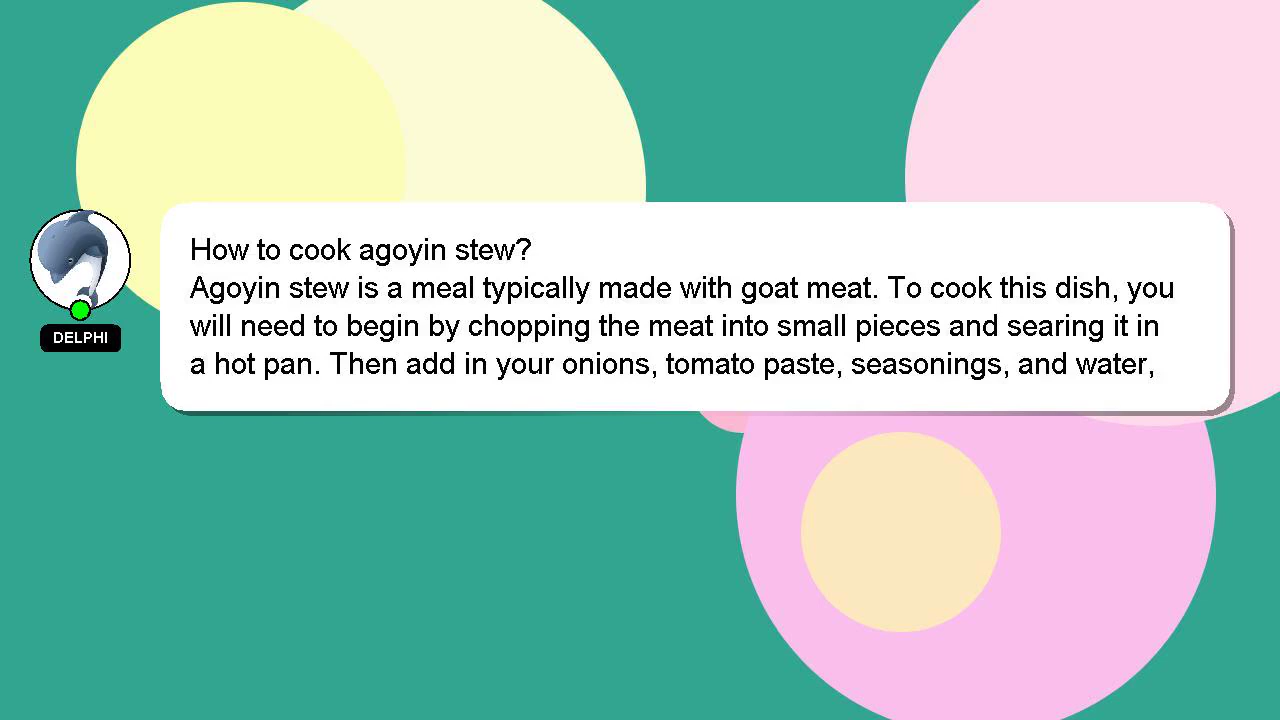 How to cook agoyin stew?
Agoyin stew is a meal typically made with goat meat. To cook this dish, you
will need to begin by chopping the meat into small pieces and searing it in
a hot pan. Then add in your onions, tomato paste, seasonings, and water,
DELPHI